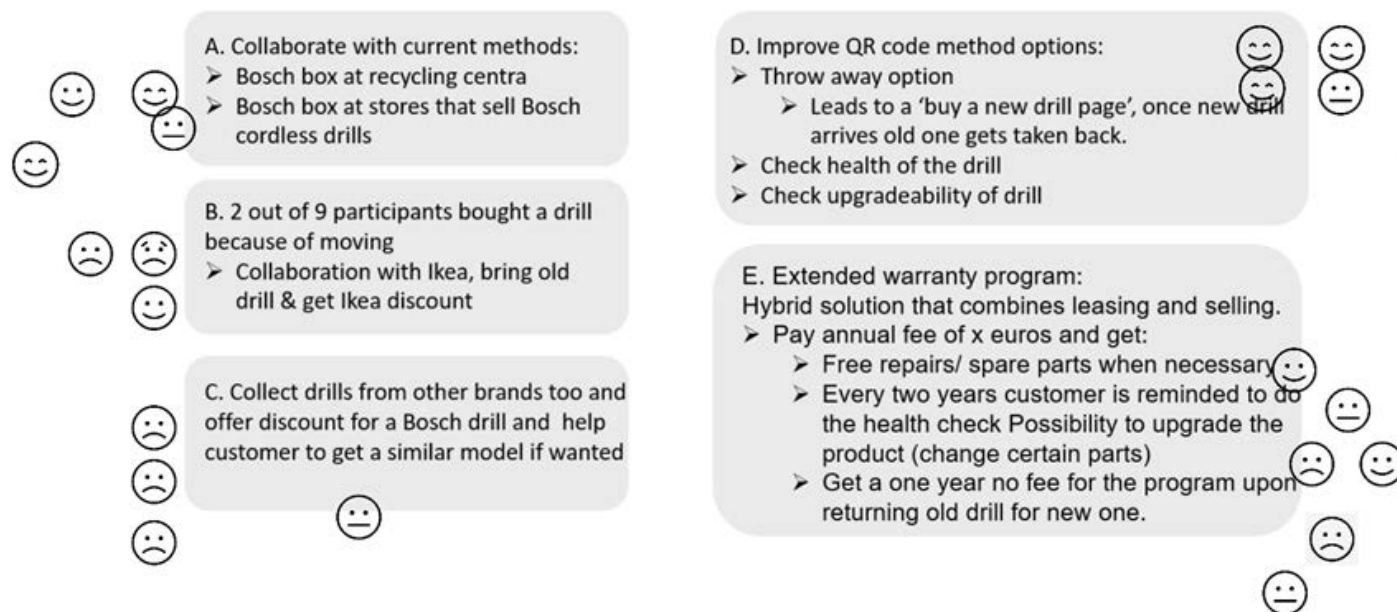 A. Collaborate with current methods:
➢ Bosch box at recycling centra
➢ Bosch box at stores that sell Bosch
cordless drills
B. 2 out of 9 participants bought a drill
because of moving
➢ Collaboration with Ikea, bring old
drill & get Ikea discount
C. Collect drills from other brands too and
offer discount for a Bosch drill and help
customer to get a similar model if wanted
D. Improve QR code method options:
➢ Throw away option
➢ Leads to a ‘buy a new drill page’, once new drill
arrives old one gets taken back.
➢ Check health of the drill
➢ Check upgradeability of drill
E. Extended warranty program:
Hybrid solution that combines leasing and selling.
➢ Pay annual fee of x euros and get:
➢ Free repairs/ spare parts when necessary
➢ Every two years customer is reminded to do
the health check Possibility to upgrade the
product (change certain parts)
➢ Get a one year no fee for the program upon
returning old drill for new one.